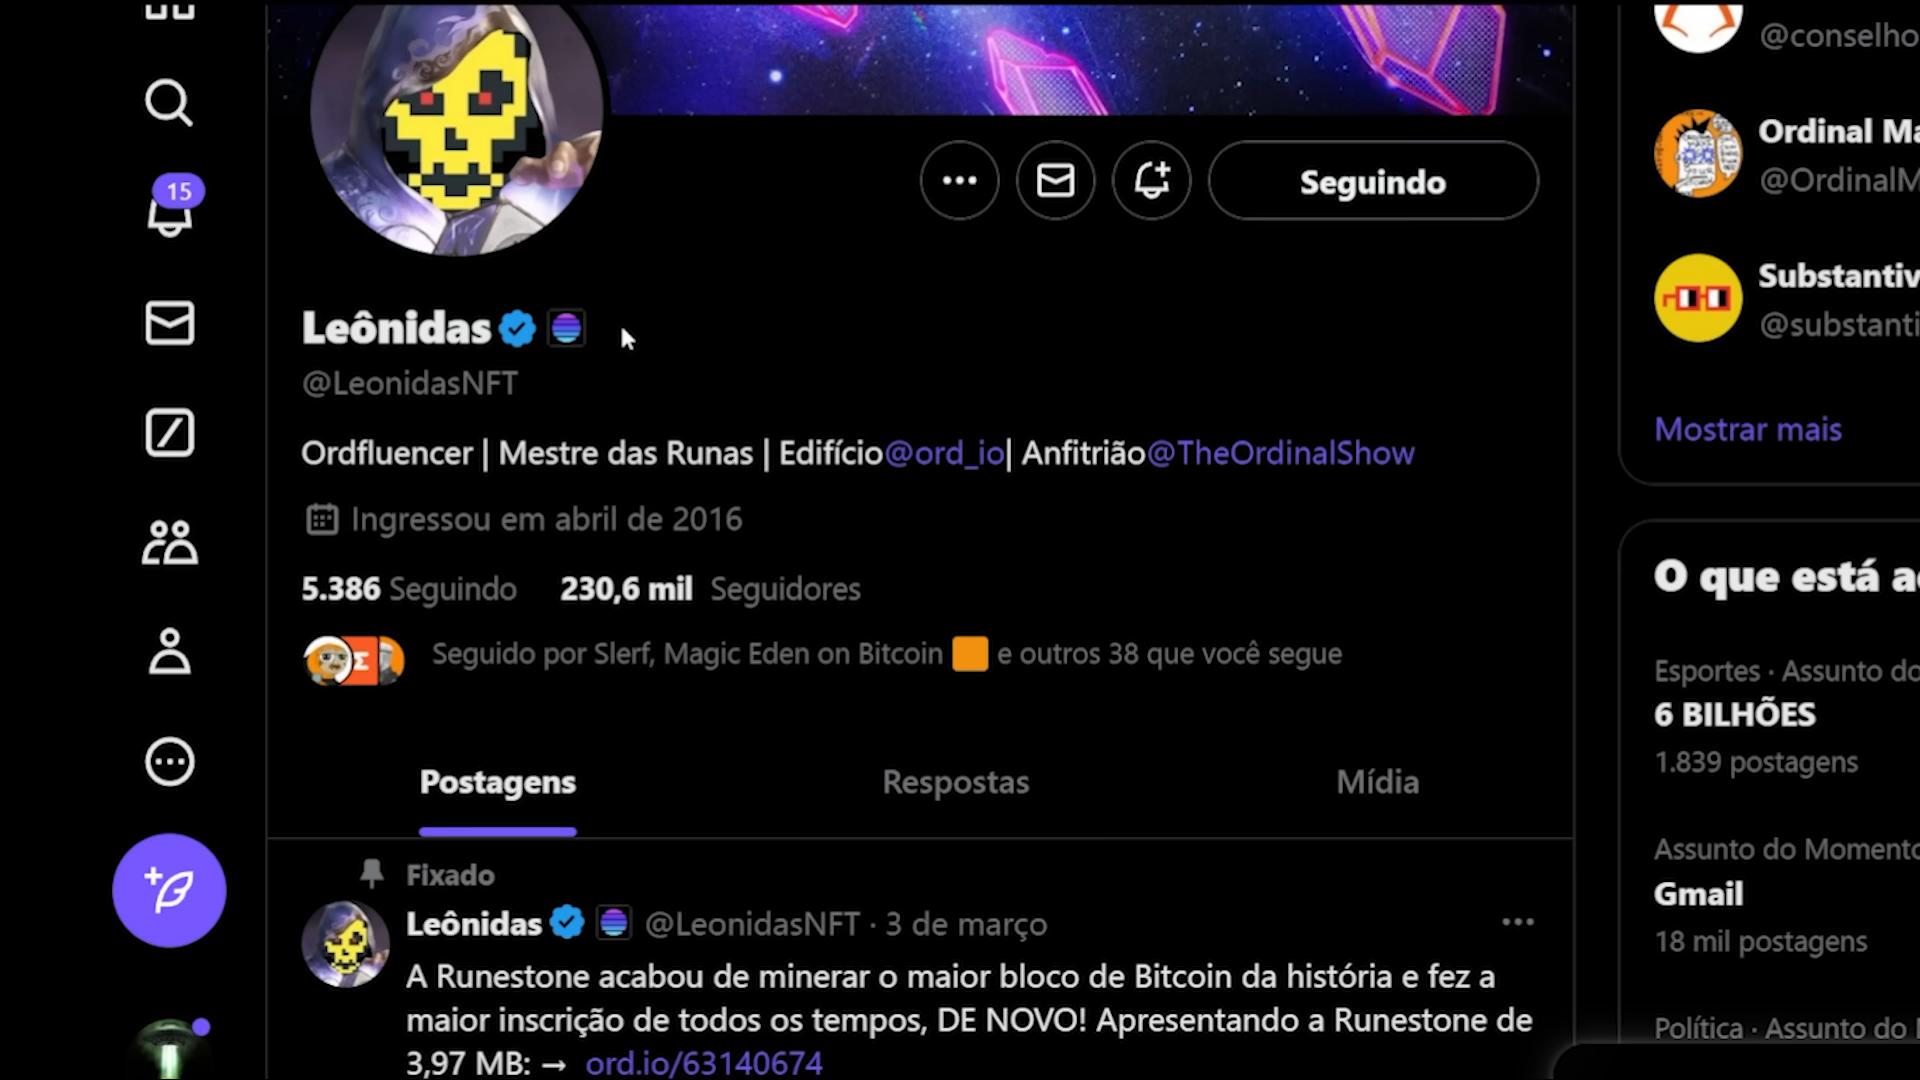 15
Seguindo
Leônidas
@LeonidasNFT
Ordfluencer | Mestre das Runas | Edifício@ord_io| Anfitrião@TheOrdinalShow
Ingressou em abril de 2016
5.386 Seguindo 230,6 mil Seguidores
Seguido por Slerf, Magic Eden on Bitcoin 🟧 e outros 38 que você segue
Postagens Respostas Mídia
Fixado
Leônidas @LeonidasNFT · 3 de março
A Runestone acabou de minerar o maior bloco de Bitcoin da história e fez a
maior inscrição de todos os tempos, DE NOVO! Apresentando a Runestone de
3,97 MB: → ord.io/63140674
@conselho
Ordinal Ma
@OrdinalM
Substantiv
@substanti
Mostrar mais
O que está a
Esportes · Assunto do
6 BILHÕES
1.839 postagens
Assunto do Momento
Gmail
18 mil postagens
Política · Assunto do